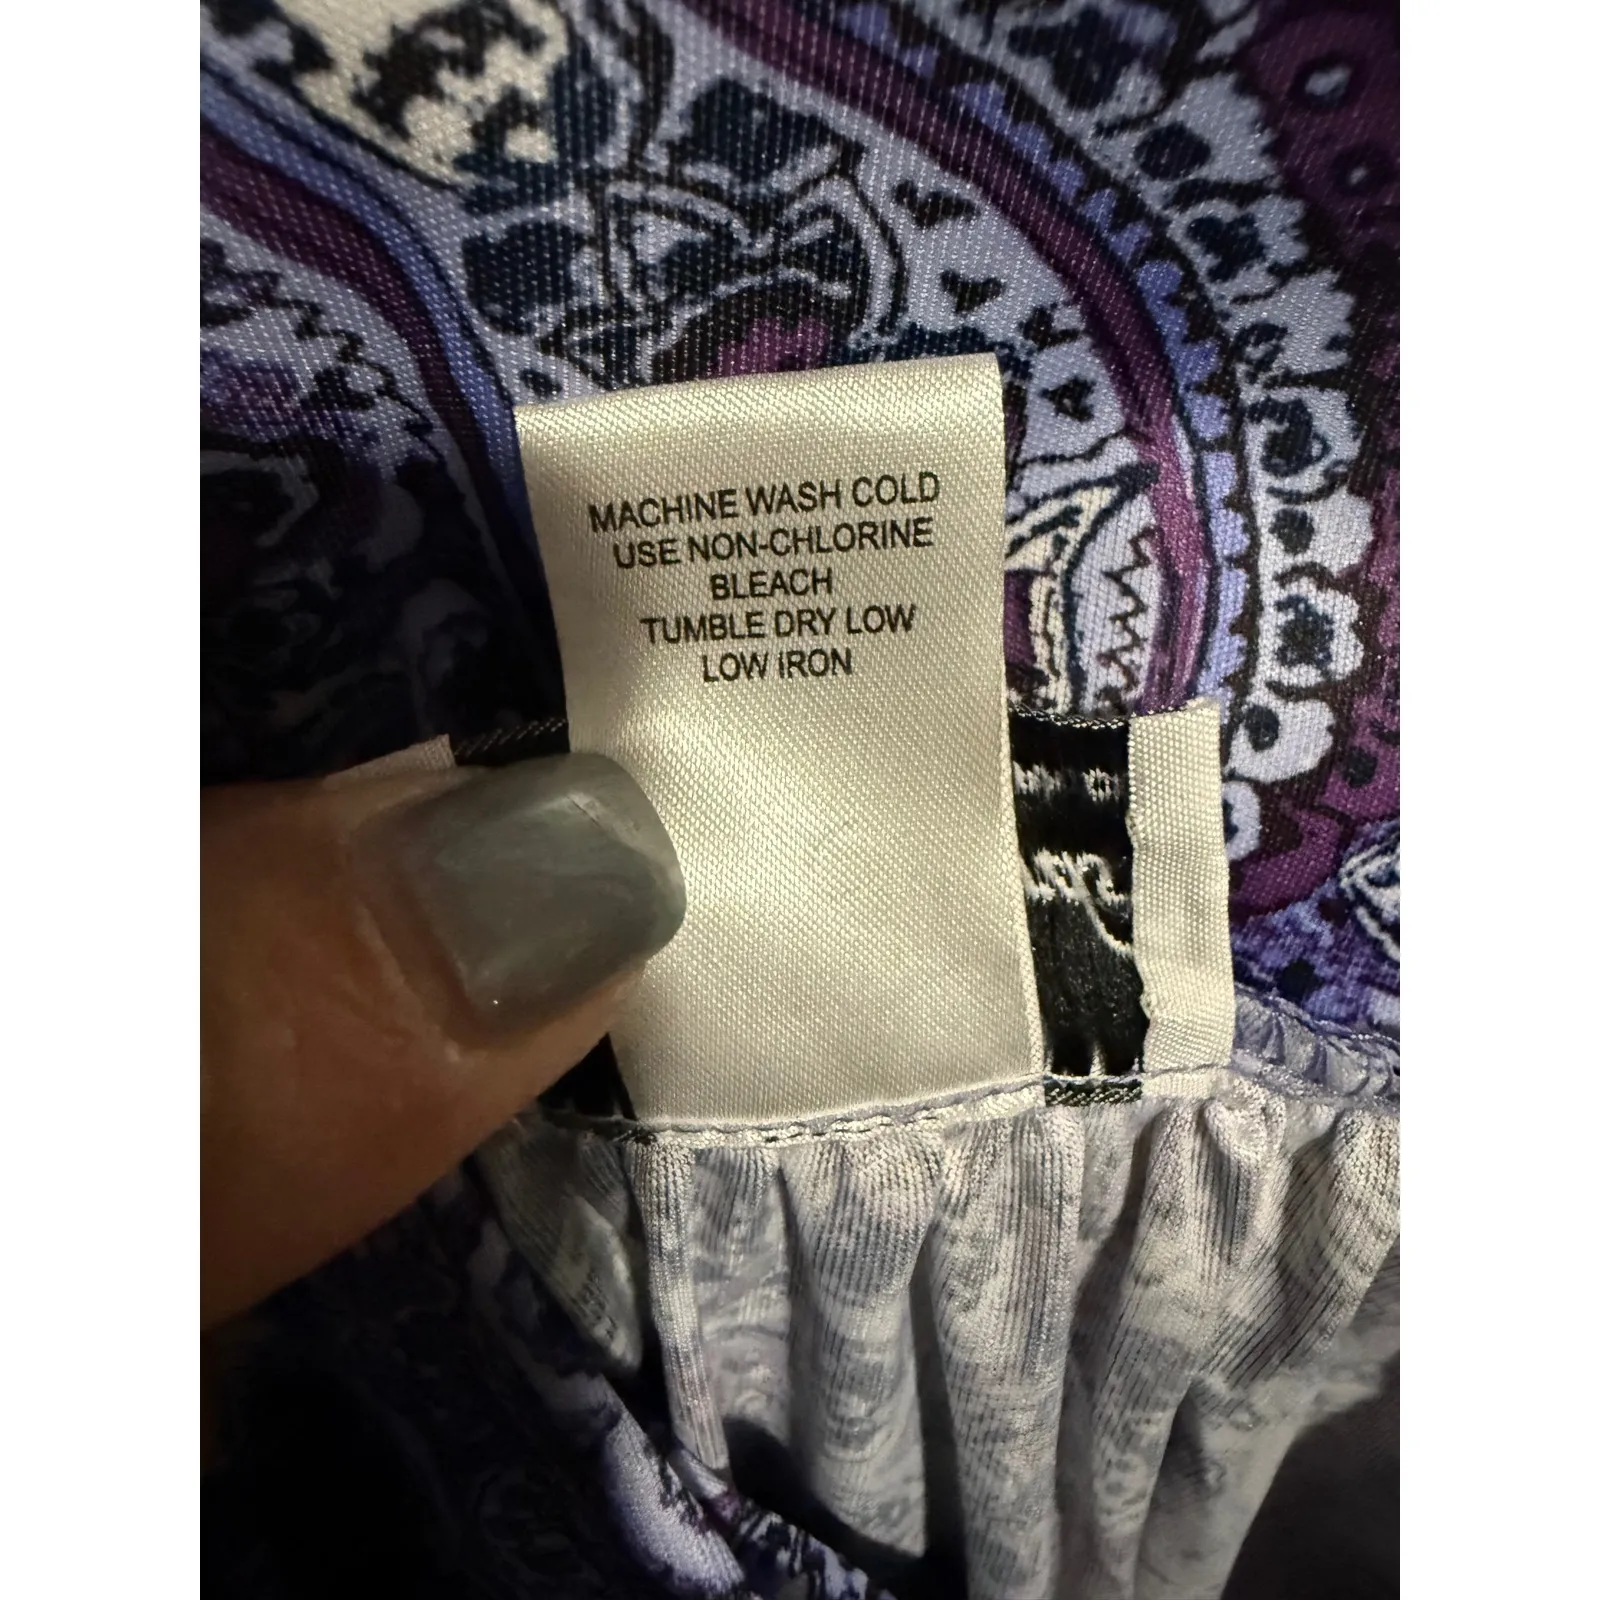 MACHINE WASH COLD
USE NON-CHLORINE
BLEACH
TUMBLE DRY LOW
LOW IRON